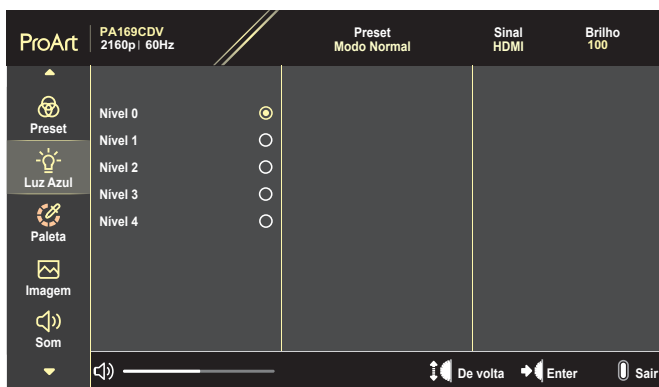 ProArt
PA169CDV
2160p | 60Hz
Preset
Modo Normal
Sinal
HDMI
Brilho
100
Preset
Luz Azul
Paleta
Imagem
Som
Nível 0
Nível 1
Nível 2
Nível 3
Nível 4
De volta
Enter
Sair